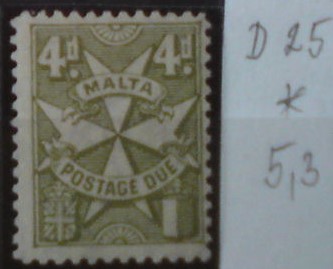 4d. 4d.
MALTA
POSTAGE DUE
D 25
*
5,3